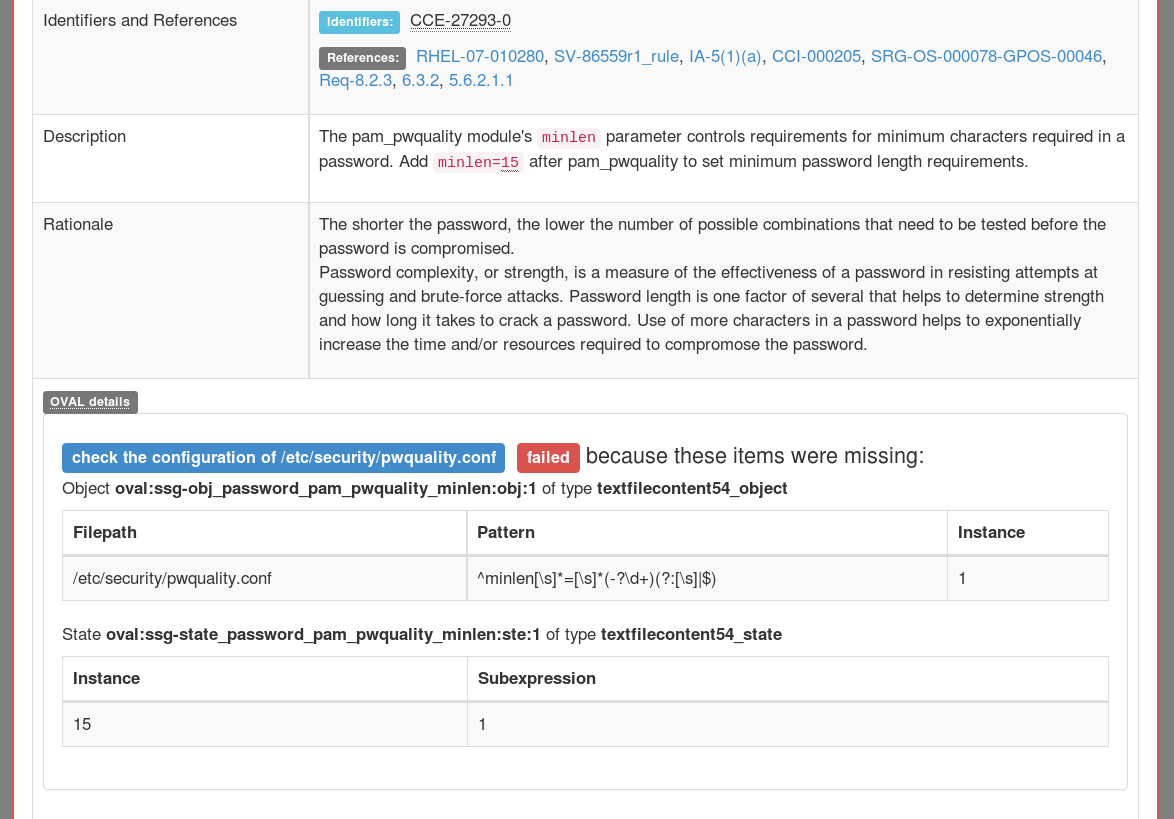 Identifiers and References
Identifiers: CCE-27293-0
References: RHEL-07-010280, SV-86559r1_rule, IA-5(1)(a), CCI-000205, SRG-OS-000078-GPOS-00046,
Req-8.2.3, 6.3.2, 5.6.2.1.1
Description
The pam_pwquality module's minlen parameter controls requirements for minimum characters required in a
password. Add minlen=15 after pam_pwquality to set minimum password length requirements.
Rationale
The shorter the password, the lower the number of possible combinations that need to be tested before the
password is compromised.
Password complexity, or strength, is a measure of the effectiveness of a password in resisting attempts at
guessing and brute-force attacks. Password length is one factor of several that helps to determine strength
and how long it takes to crack a password. Use of more characters in a password helps to exponentially
increase the time and/or resources required to compromose the password.
OVAL details
check the configuration of /etc/security/pwquality.conf failed because these items were missing:
Object oval:ssg-obj_password_pam_pwquality_minlen:obj:1 of type textfilecontent54_object
Filepath Pattern Instance
/etc/security/pwquality.conf ^minlen[\s]*=[\s]*(-?\d+)(?:[\s]|$) 1
State oval:ssg-state_password_pam_pwquality_minlen:ste:1 of type textfilecontent54_state
Instance Subexpression
15 1